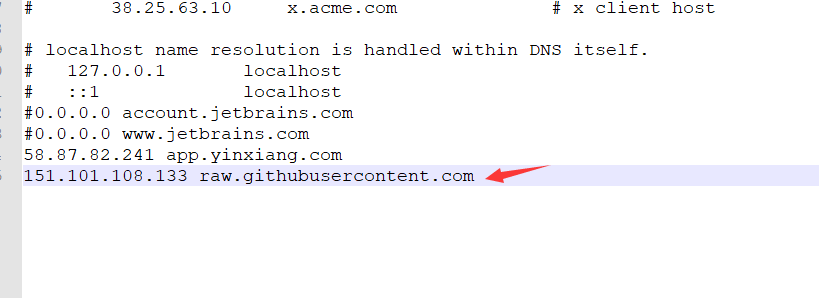 #       38.25.63.10     x.acme.com              # x client host
# localhost name resolution is handled within DNS itself.
#   127.0.0.1       localhost
#   ::1             localhost
#0.0.0.0 account.jetbrains.com
#0.0.0.0 www.jetbrains.com
58.87.82.241 app.yinxiang.com
151.101.108.133 raw.githubusercontent.com